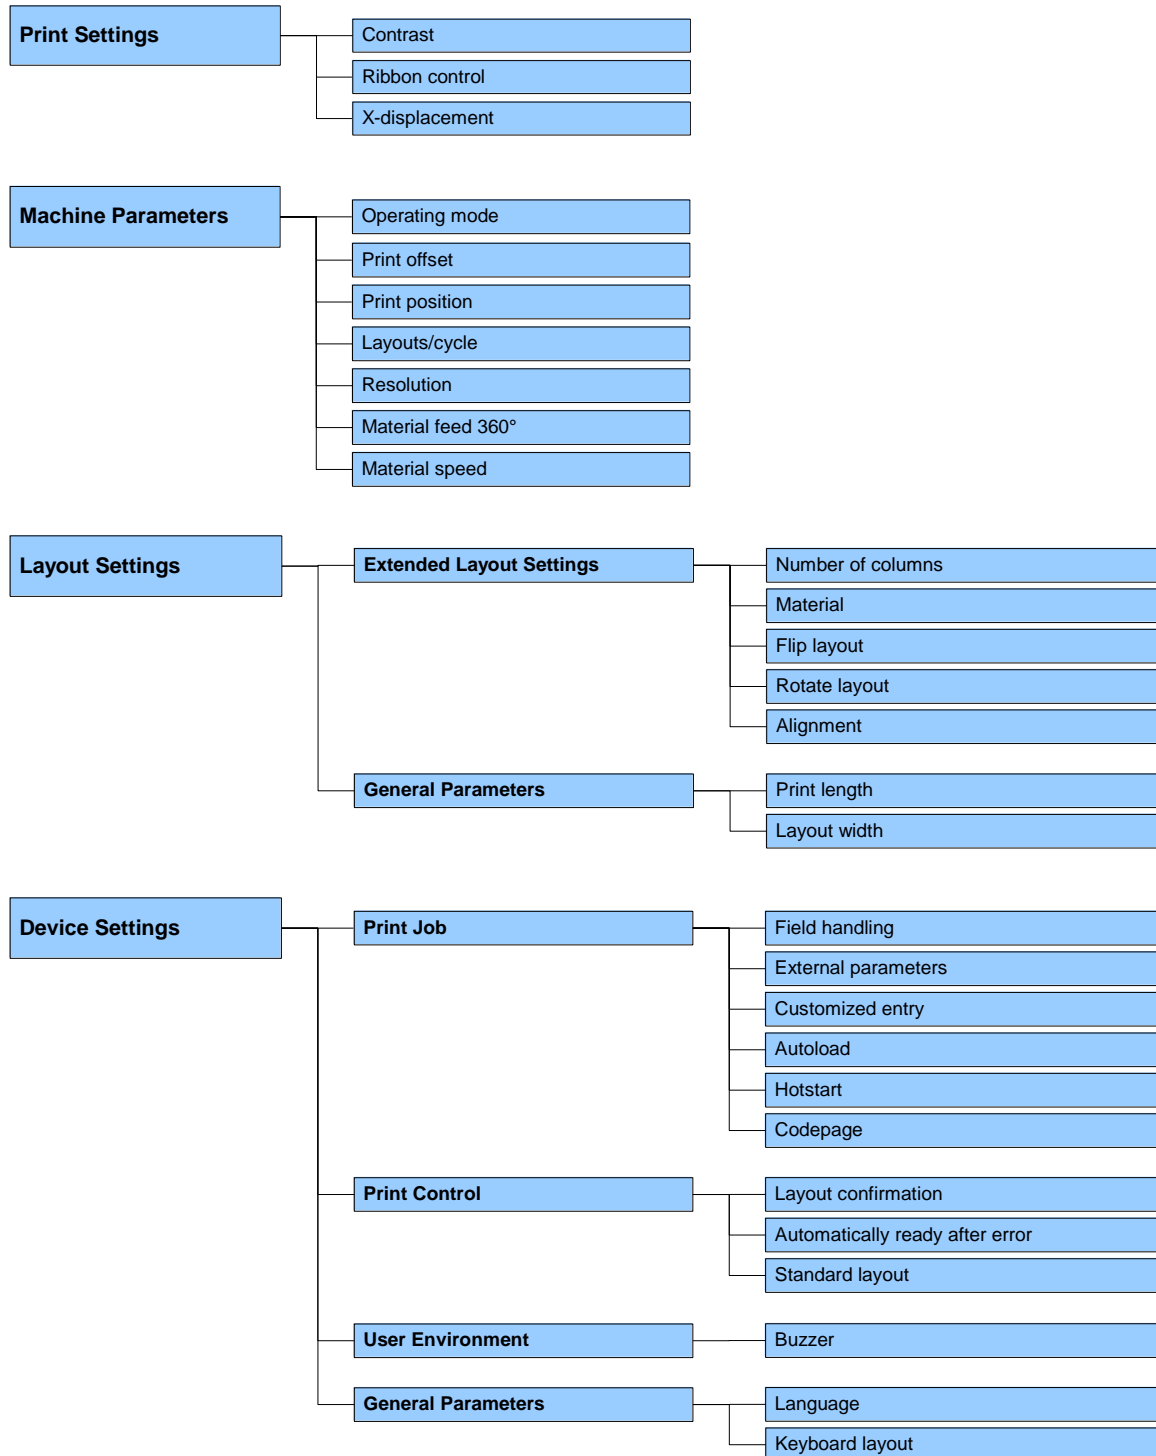 Print Settings
Contrast
Ribbon control
X-displacement
Machine Parameters
Operating mode
Print offset
Print position
Layouts/cycle
Resolution
Material feed 360°
Material speed
Layout Settings
Extended Layout Settings
Number of columns
Material
Flip layout
Rotate layout
Alignment
General Parameters
Print length
Layout width
Device Settings
Print Job
Field handling
External parameters
Customized entry
Autoload
Hotstart
Codepage
Print Control
Layout confirmation
Automatically ready after error
Standard layout
User Environment
Buzzer
General Parameters
Language
Keyboard layout